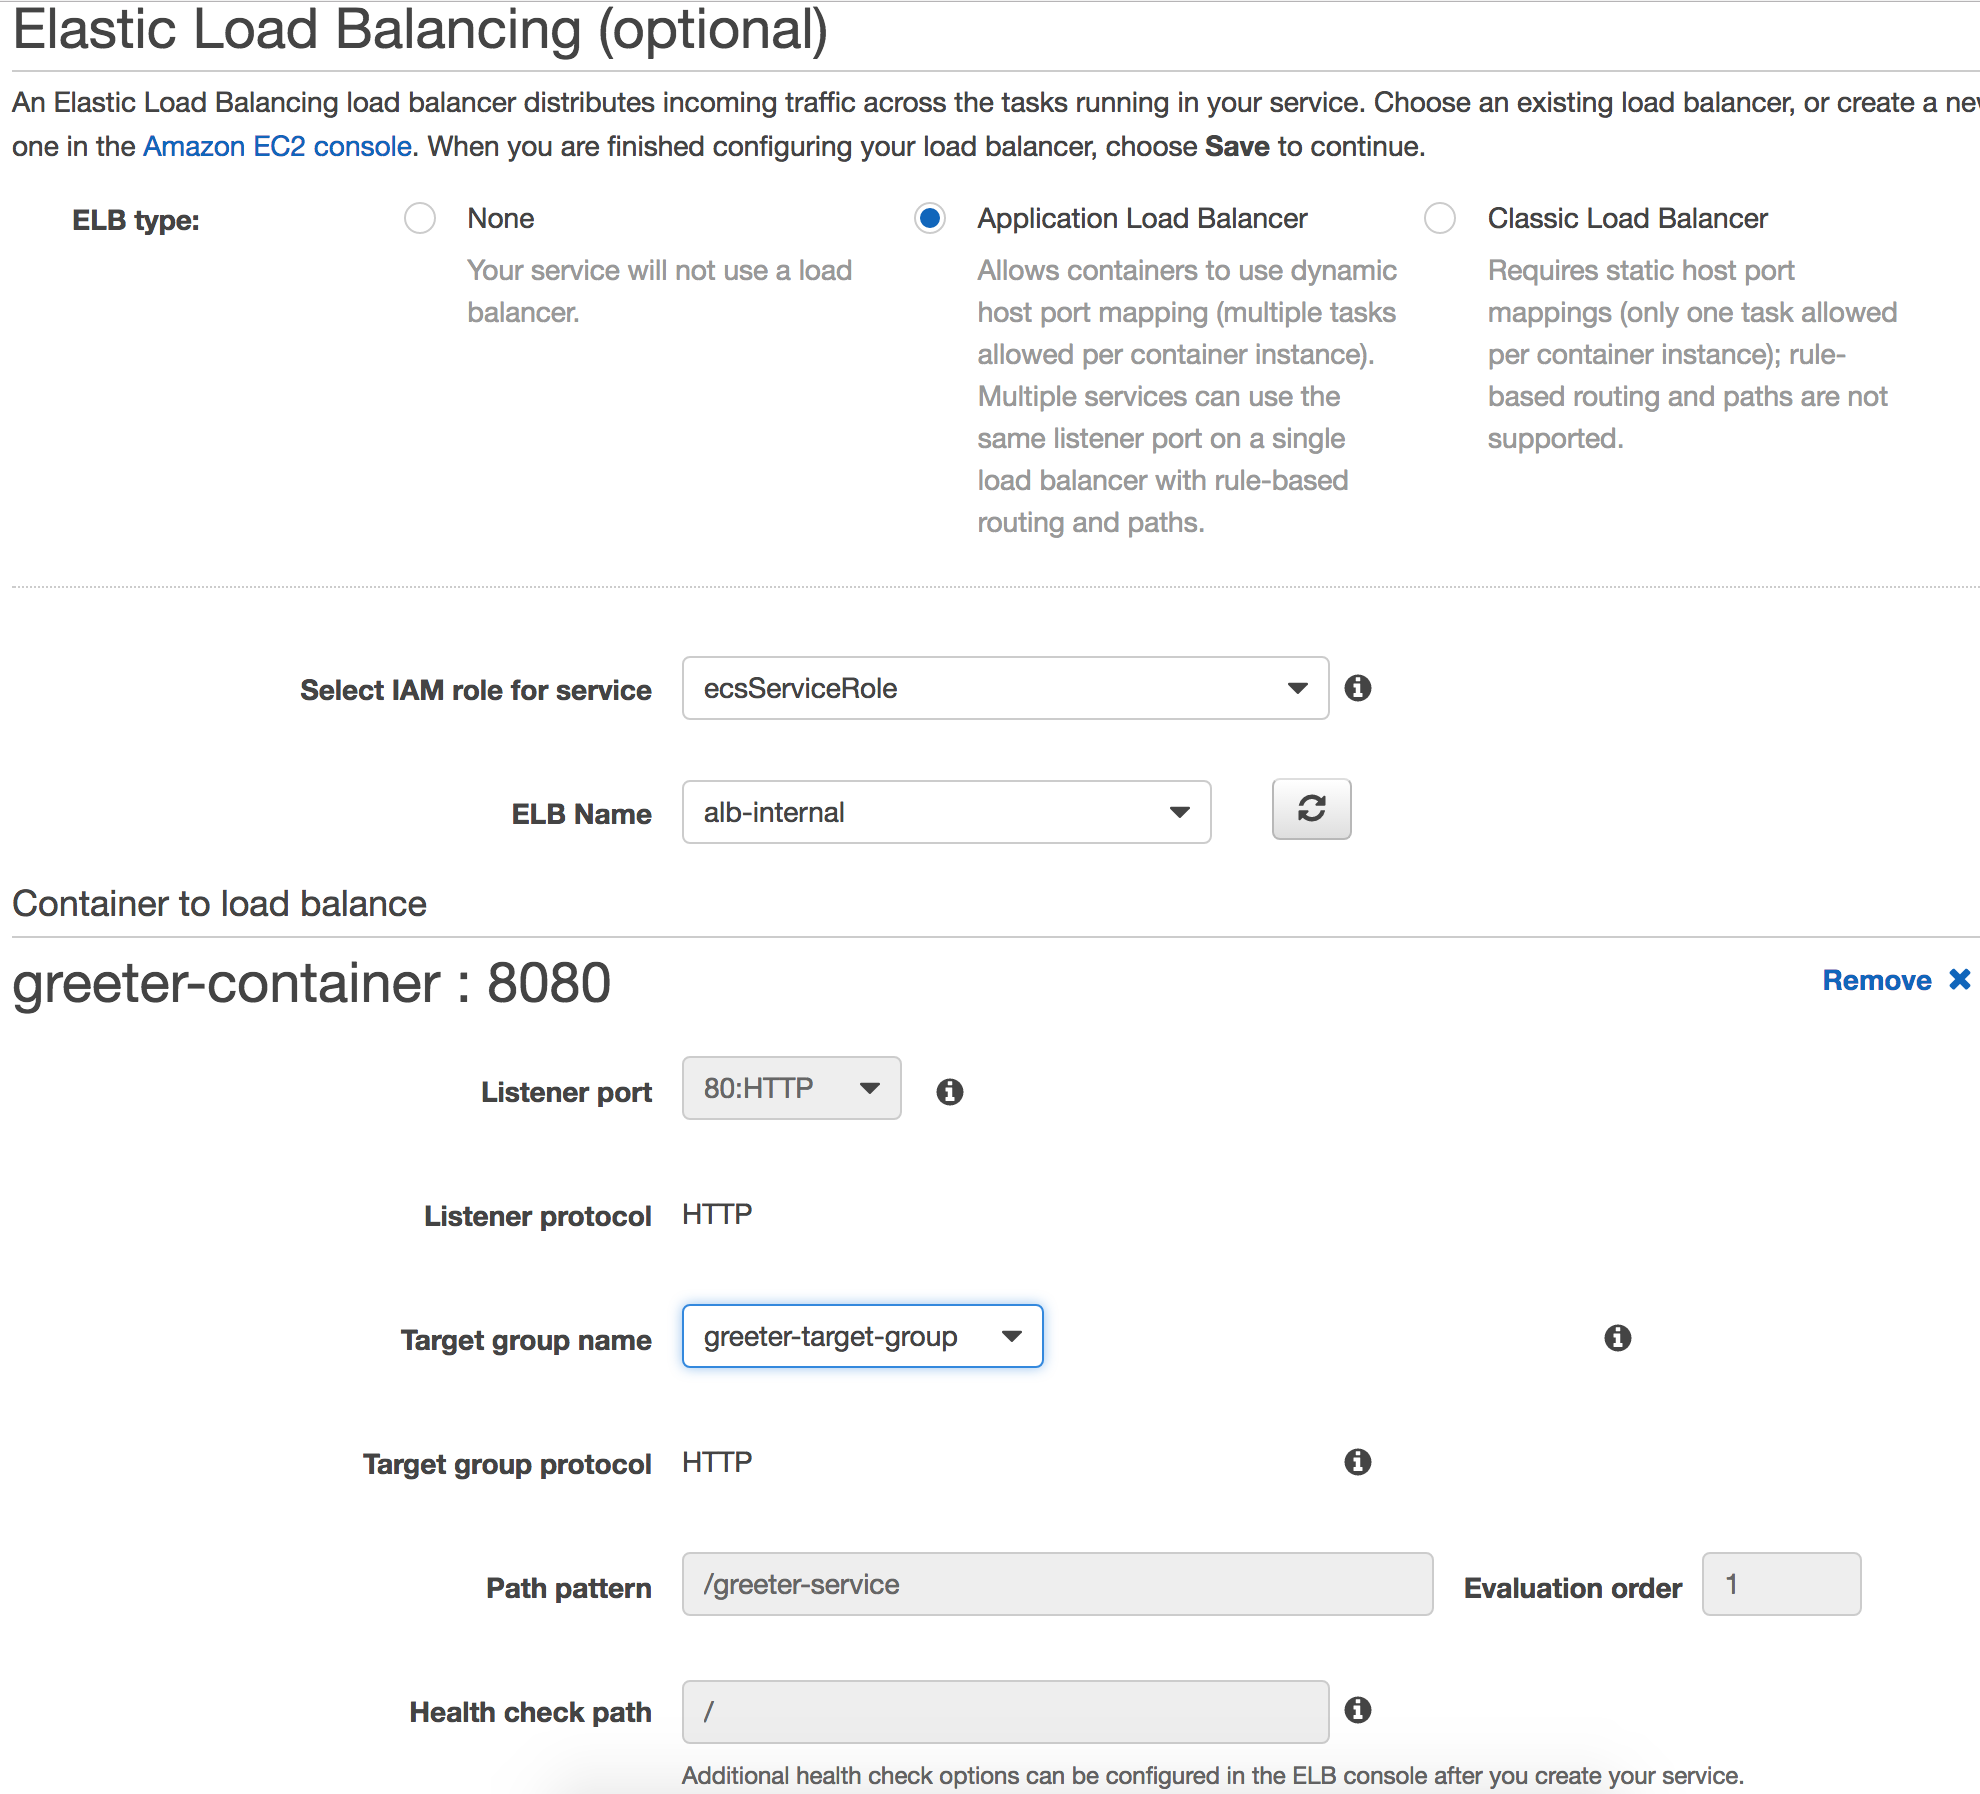 Elastic Load Balancing (optional)
An Elastic Load Balancing load balancer distributes incoming traffic across the tasks running in your service. Choose an existing load balancer, or create a new
one in the Amazon EC2 console. When you are finished configuring your load balancer, choose Save to continue.
ELB type:
None
Your service will not use a load
balancer.
Application Load Balancer
Allows containers to use dynamic
host port mapping (multiple tasks
allowed per container instance).
Multiple services can use the
same listener port on a single
load balancer with rule-based
routing and paths.
Classic Load Balancer
Requires static host port
mappings (only one task allowed
per container instance); rule-
based routing and paths are not
supported.
Select IAM role for service ecsServiceRole
ELB Name alb-internal
Container to load balance
greeter-container : 8080 Remove
Listener port 80:HTTP
Listener protocol HTTP
Target group name greeter-target-group
Target group protocol HTTP
Path pattern /greeter-service Evaluation order 1
Health check path /
Additional health check options can be configured in the ELB console after you create your service.